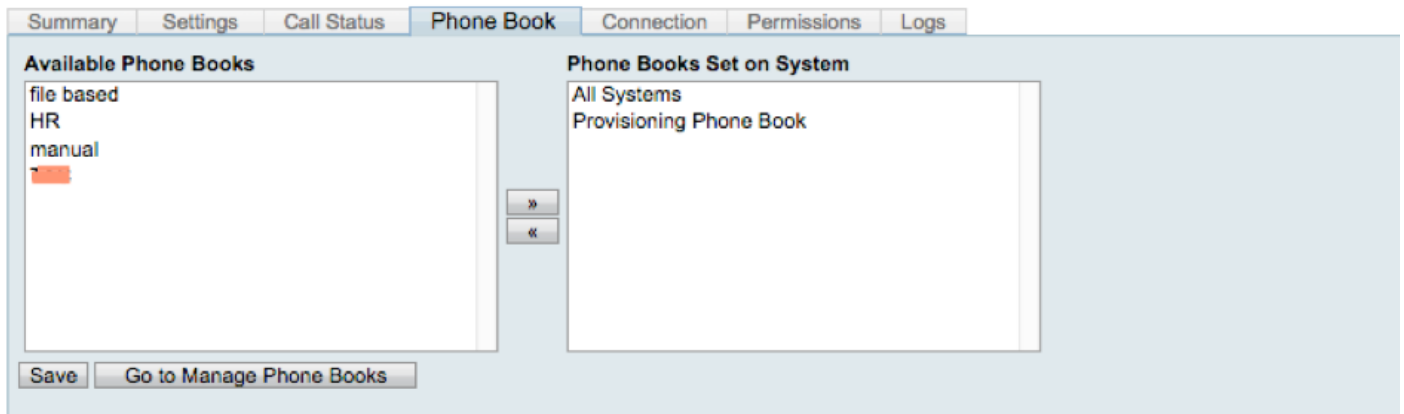 Summary Settings Call Status Phone Book Connection Permissions Logs
Available Phone Books
file based
HR
manual
Phone Books Set on System
All Systems
Provisioning Phone Book
»
«
Save Go to Manage Phone Books